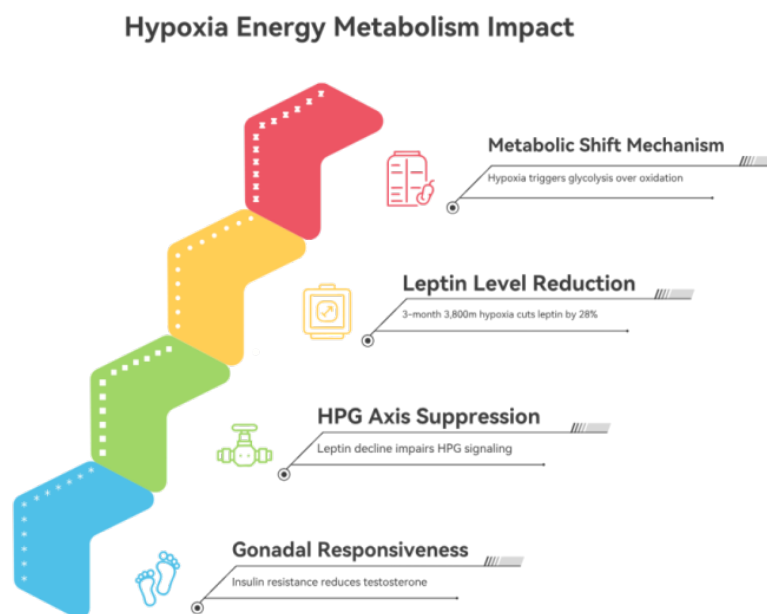 Hypoxia Energy Metabolism Impact
Metabolic Shift Mechanism
Hypoxia triggers glycolysis over oxidation
Leptin Level Reduction
3-month 3,800m hypoxia cuts leptin by 28%
HPG Axis Suppression
Leptin decline impairs HPG signaling
Gonadal Responsiveness
Insulin resistance reduces testosterone